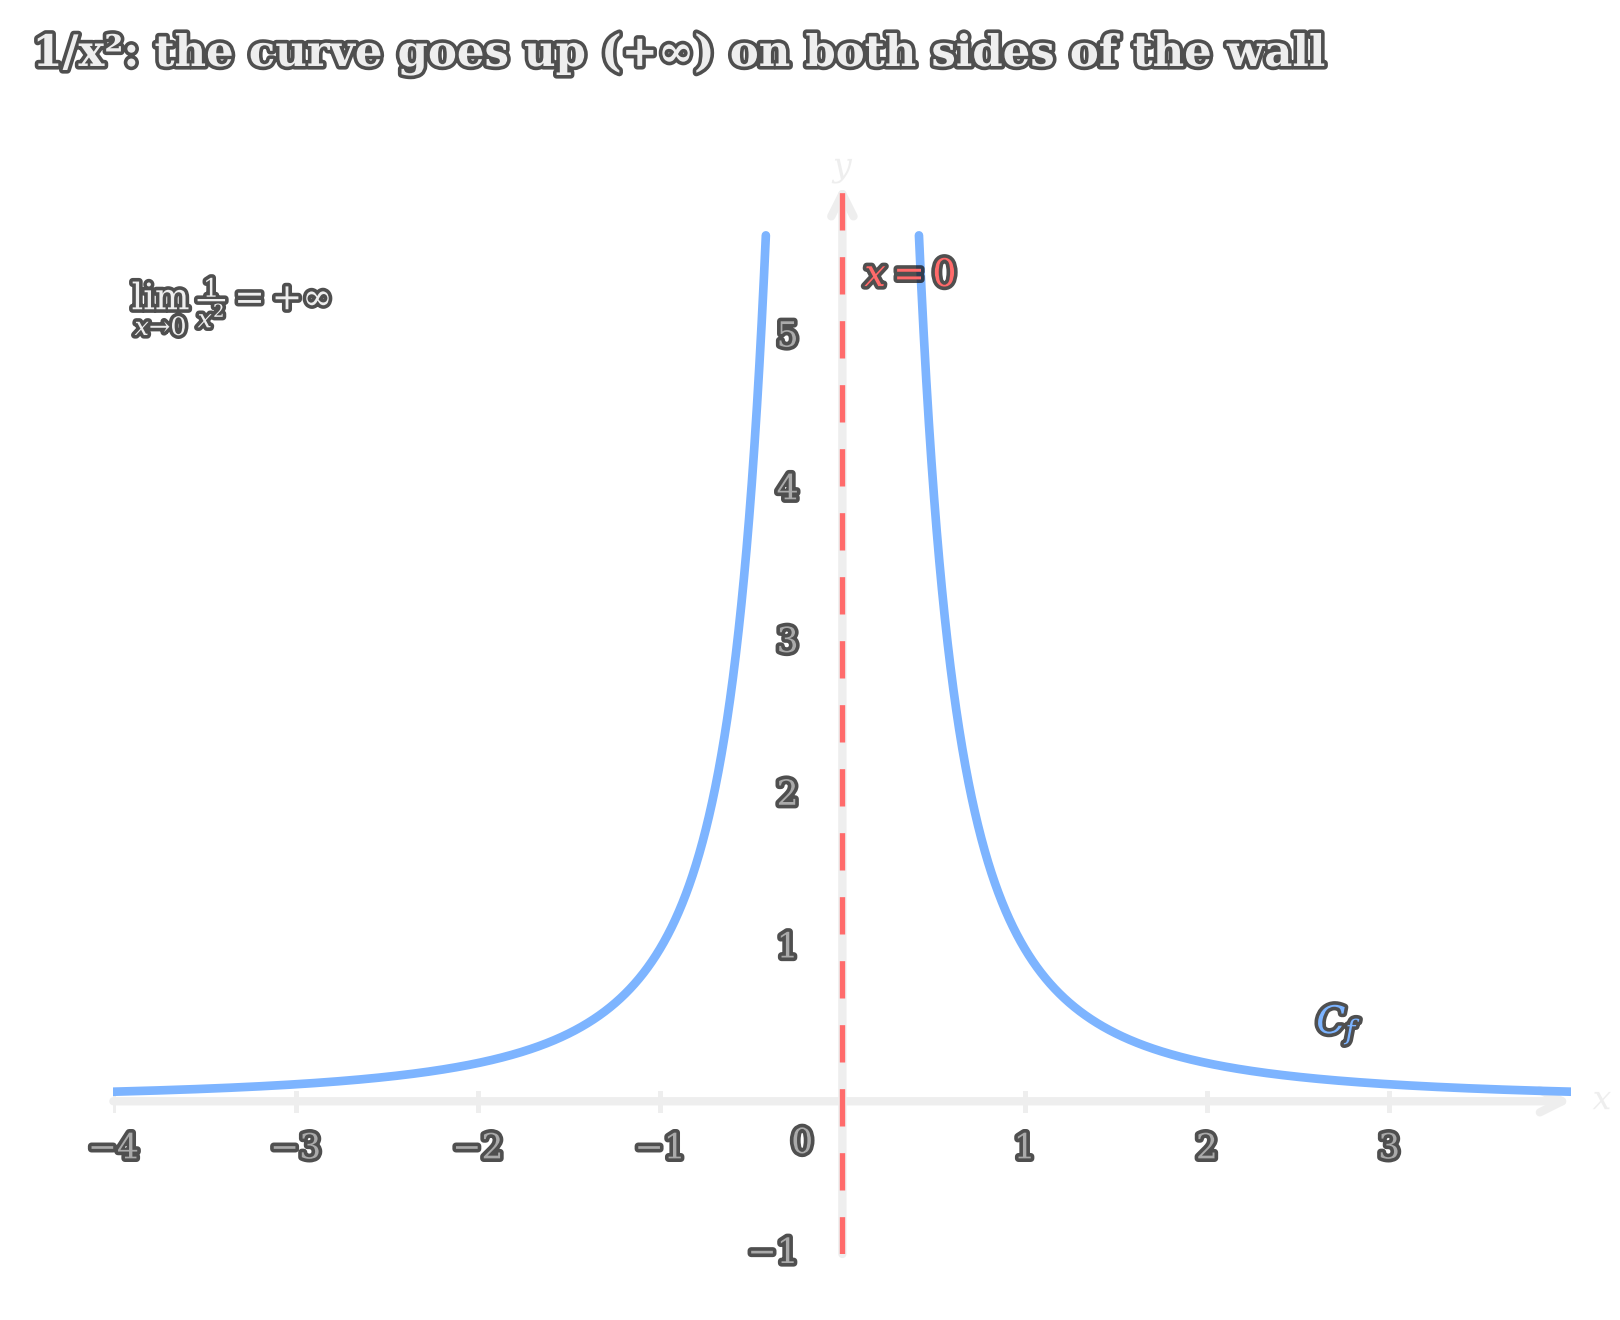 1/x²: the curve goes up (+∞) on both sides of the wall
y
x = 0
lim 1/x² = +∞
x→0
5
4
3
2
1
C_f
x
−4 −3 −2 −1 0 1 2 3
−1